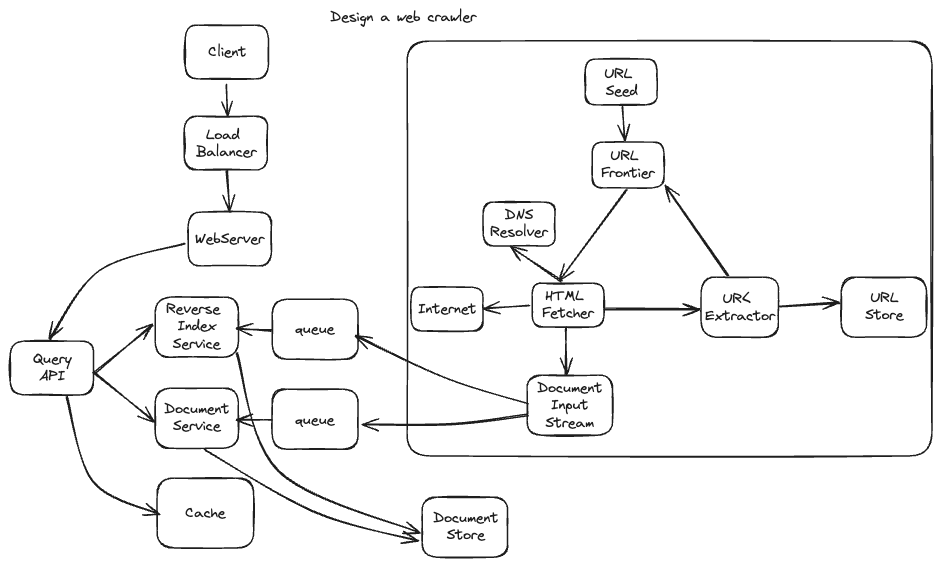 Design a web crawler
Client
Load
Balancer
WebServer
Query
API
Reverse
Index
Service
queue
Document
Service
queue
Cache
Document
Store
URL
Seed
URL
Frontier
DNS
Resolver
Internet
HTML
Fetcher
URL
Extractor
URL
Store
Document
Input
Stream